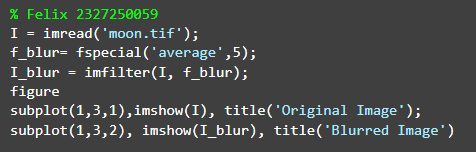 % Felix 2327250059
I = imread('moon.tif');
f_blur= fspecial('average',5);
I_blur = imfilter(I, f_blur);
figure
subplot(1,3,1),imshow(I), title('Original Image');
subplot(1,3,2), imshow(I_blur), title('Blurred Image')